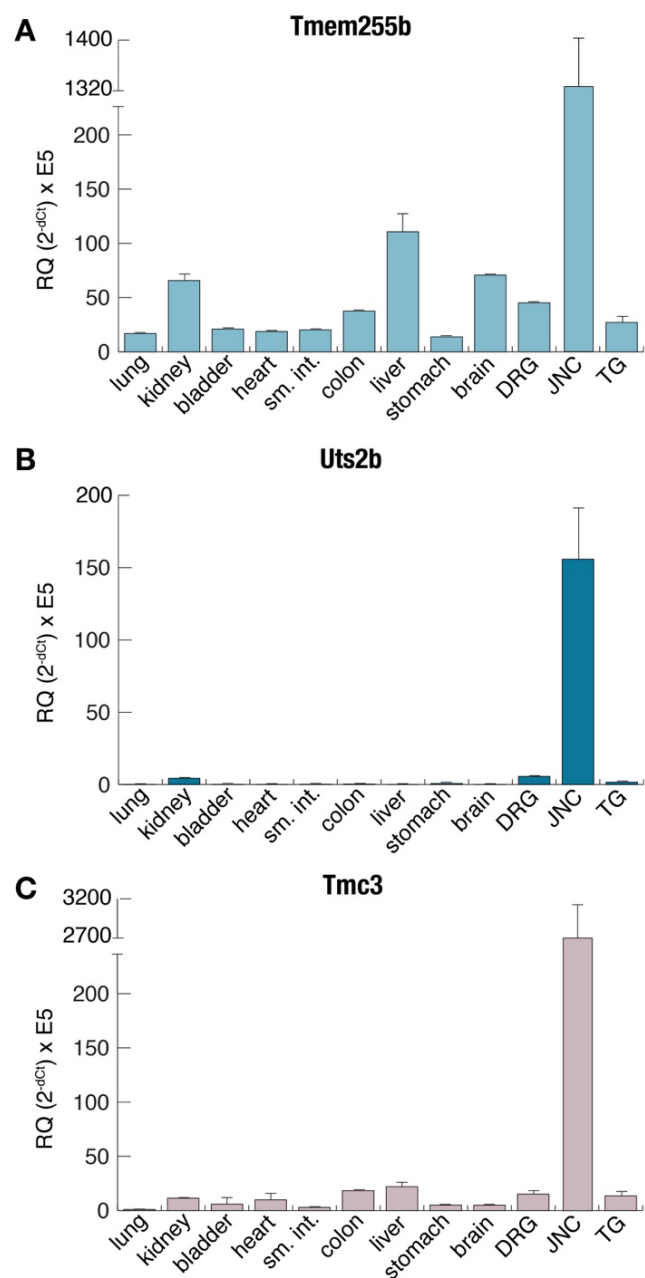 A
Tmem255b
1400
1320
200
150
100
50
0
RQ (2-dCt) x E5
lung
kidney
bladder
heart
sm. int.
colon
liver
stomach
brain
DRG
JNC
TG
B
Uts2b
200
150
100
50
0
RQ (2-dCt) x E5
lung
kidney
bladder
heart
sm. int.
colon
liver
stomach
brain
DRG
JNC
TG
C
Tmc3
3200
2700
200
150
100
50
0
RQ (2-dCt) x E5
lung
kidney
bladder
heart
sm. int.
colon
liver
stomach
brain
DRG
JNC
TG